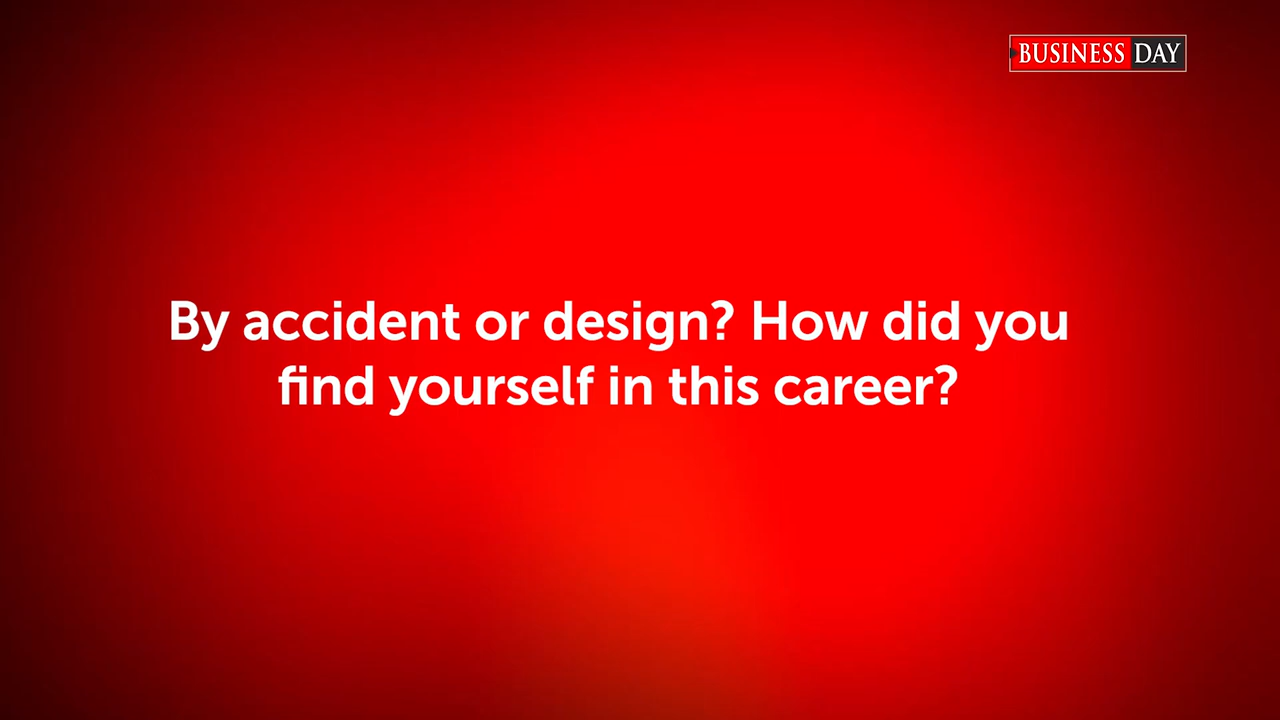 BUSINESS DAY
By accident or design? How did you
find yourself in this career?